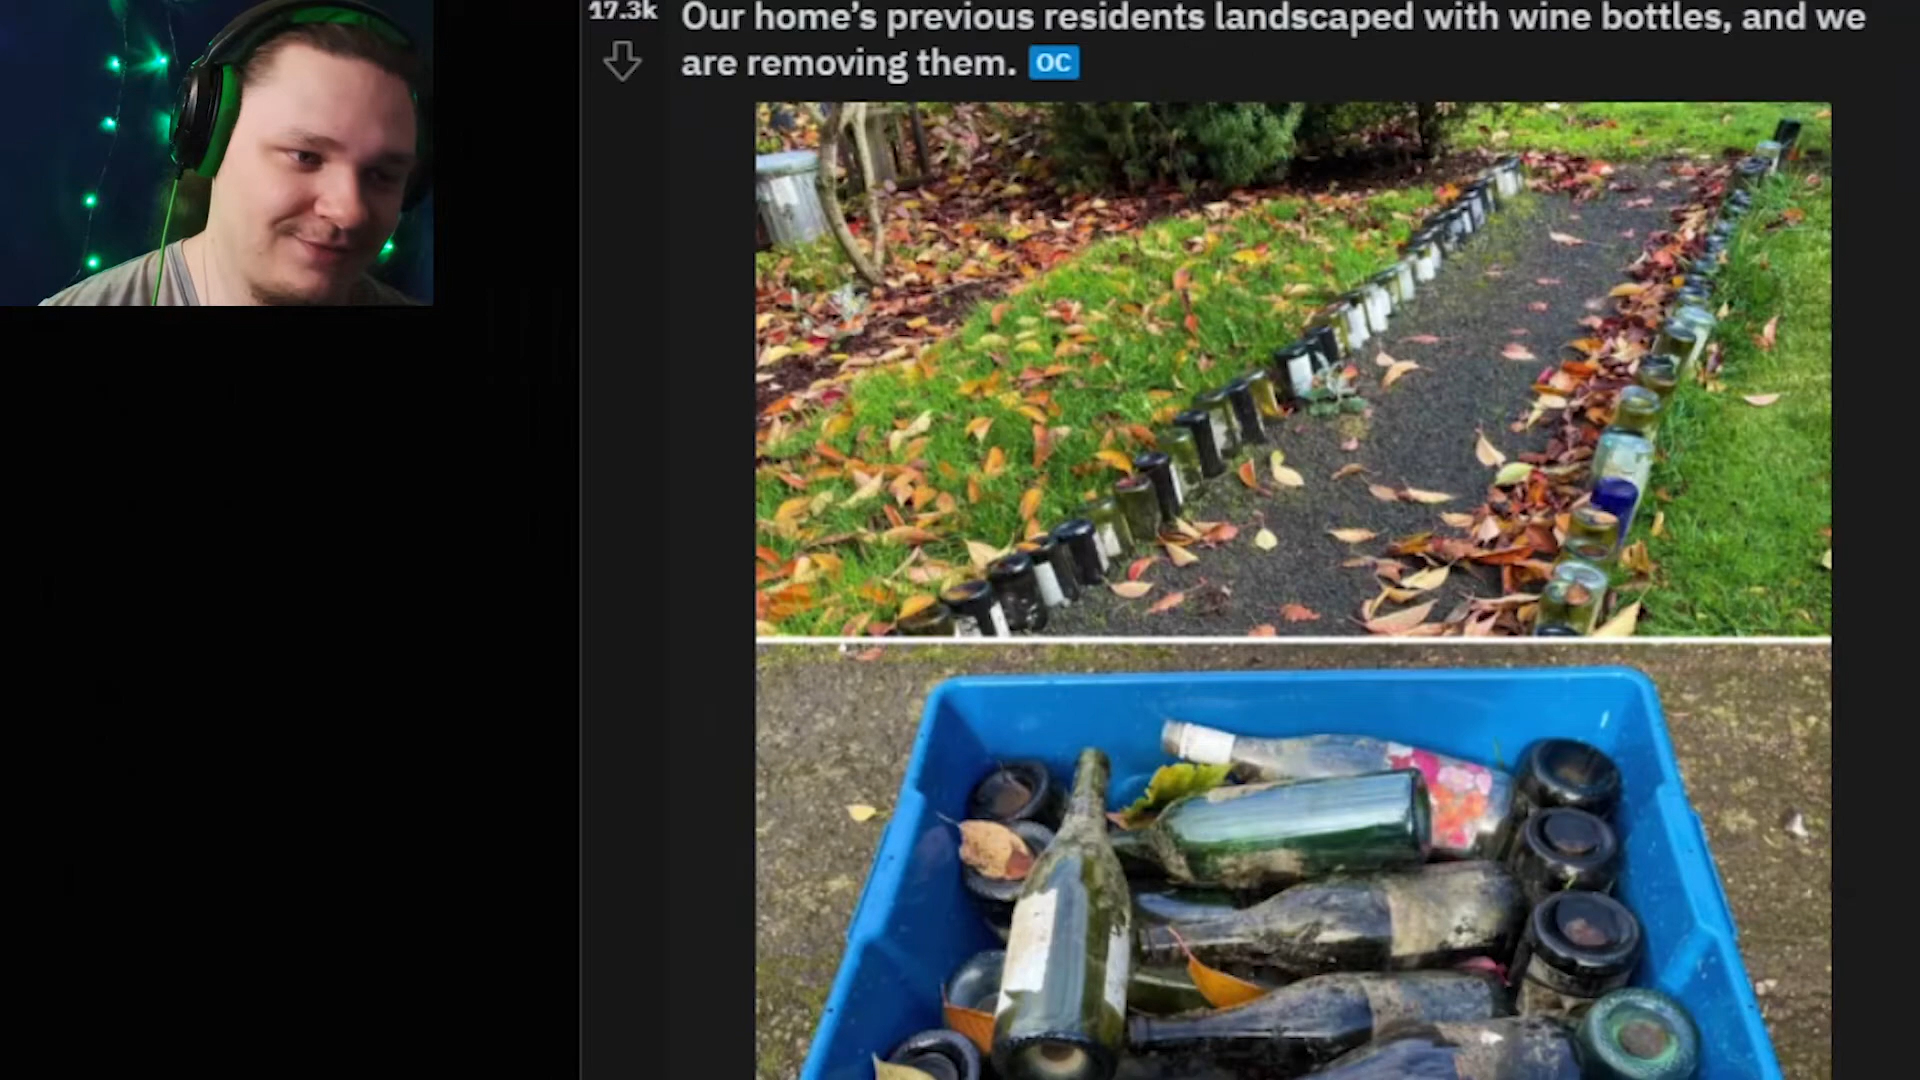 17.3k
Our home's previous residents landscaped with wine bottles, and we
are removing them. OC